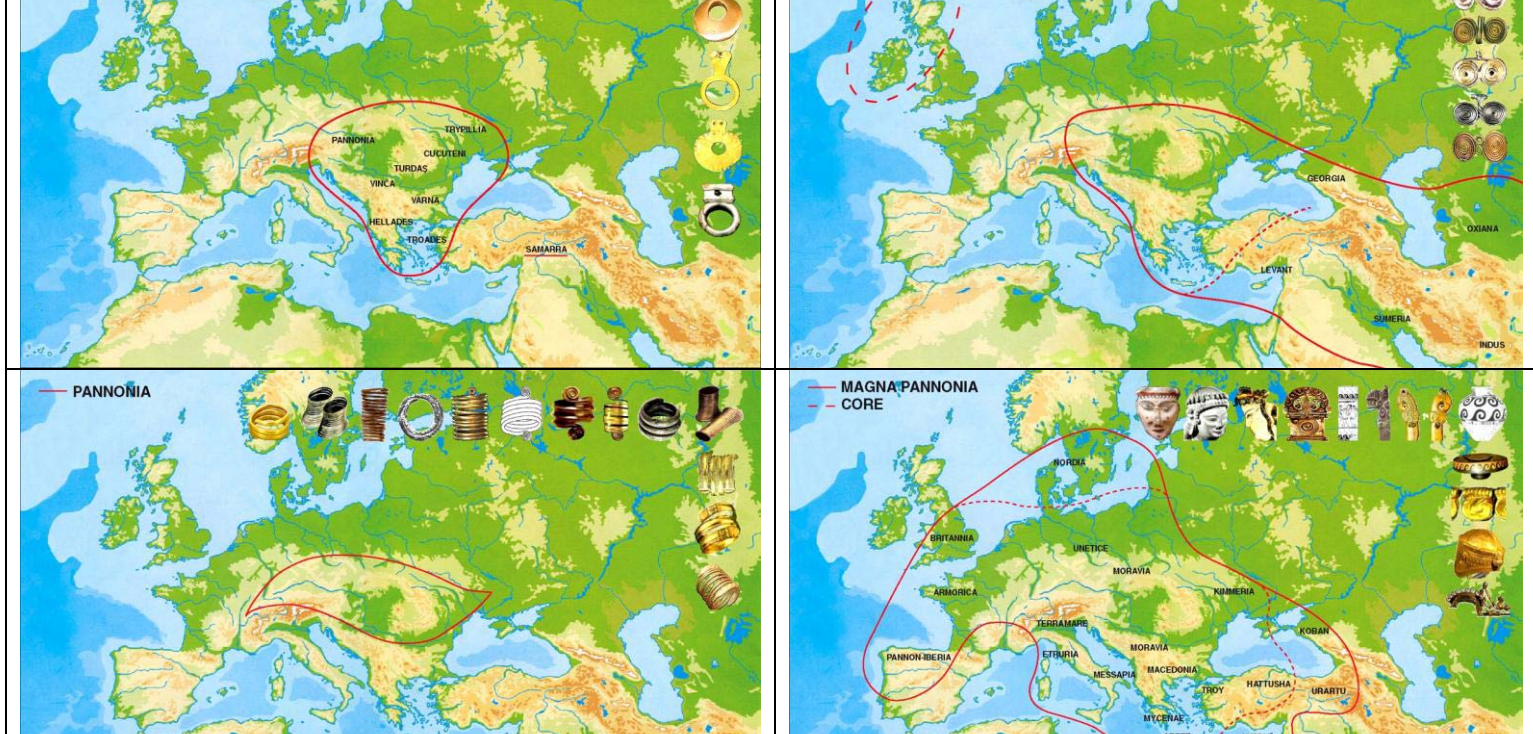 PANNONIA
TRYPILLIA
CUCUTENI
TURDAŞ
VINCA
VARNA
HELLADES
TROADES
SAMARRA
GEORGIA
OXIANA
LEVANT
SUMERIA
INDUS
PANNONIA
MAGNA PANNONIA
CORE
NORDIA
BRITANNIA
UNETICE
MORAVIA
ARMORICA
KIMMERIA
TERRAMARE
KOBAN
PANNON-IBERIA
ETRURIA
MORAVIA
MESSAPIA
MACEDONIA
TROY
HATTUSHA
URARTU
MYCENAE